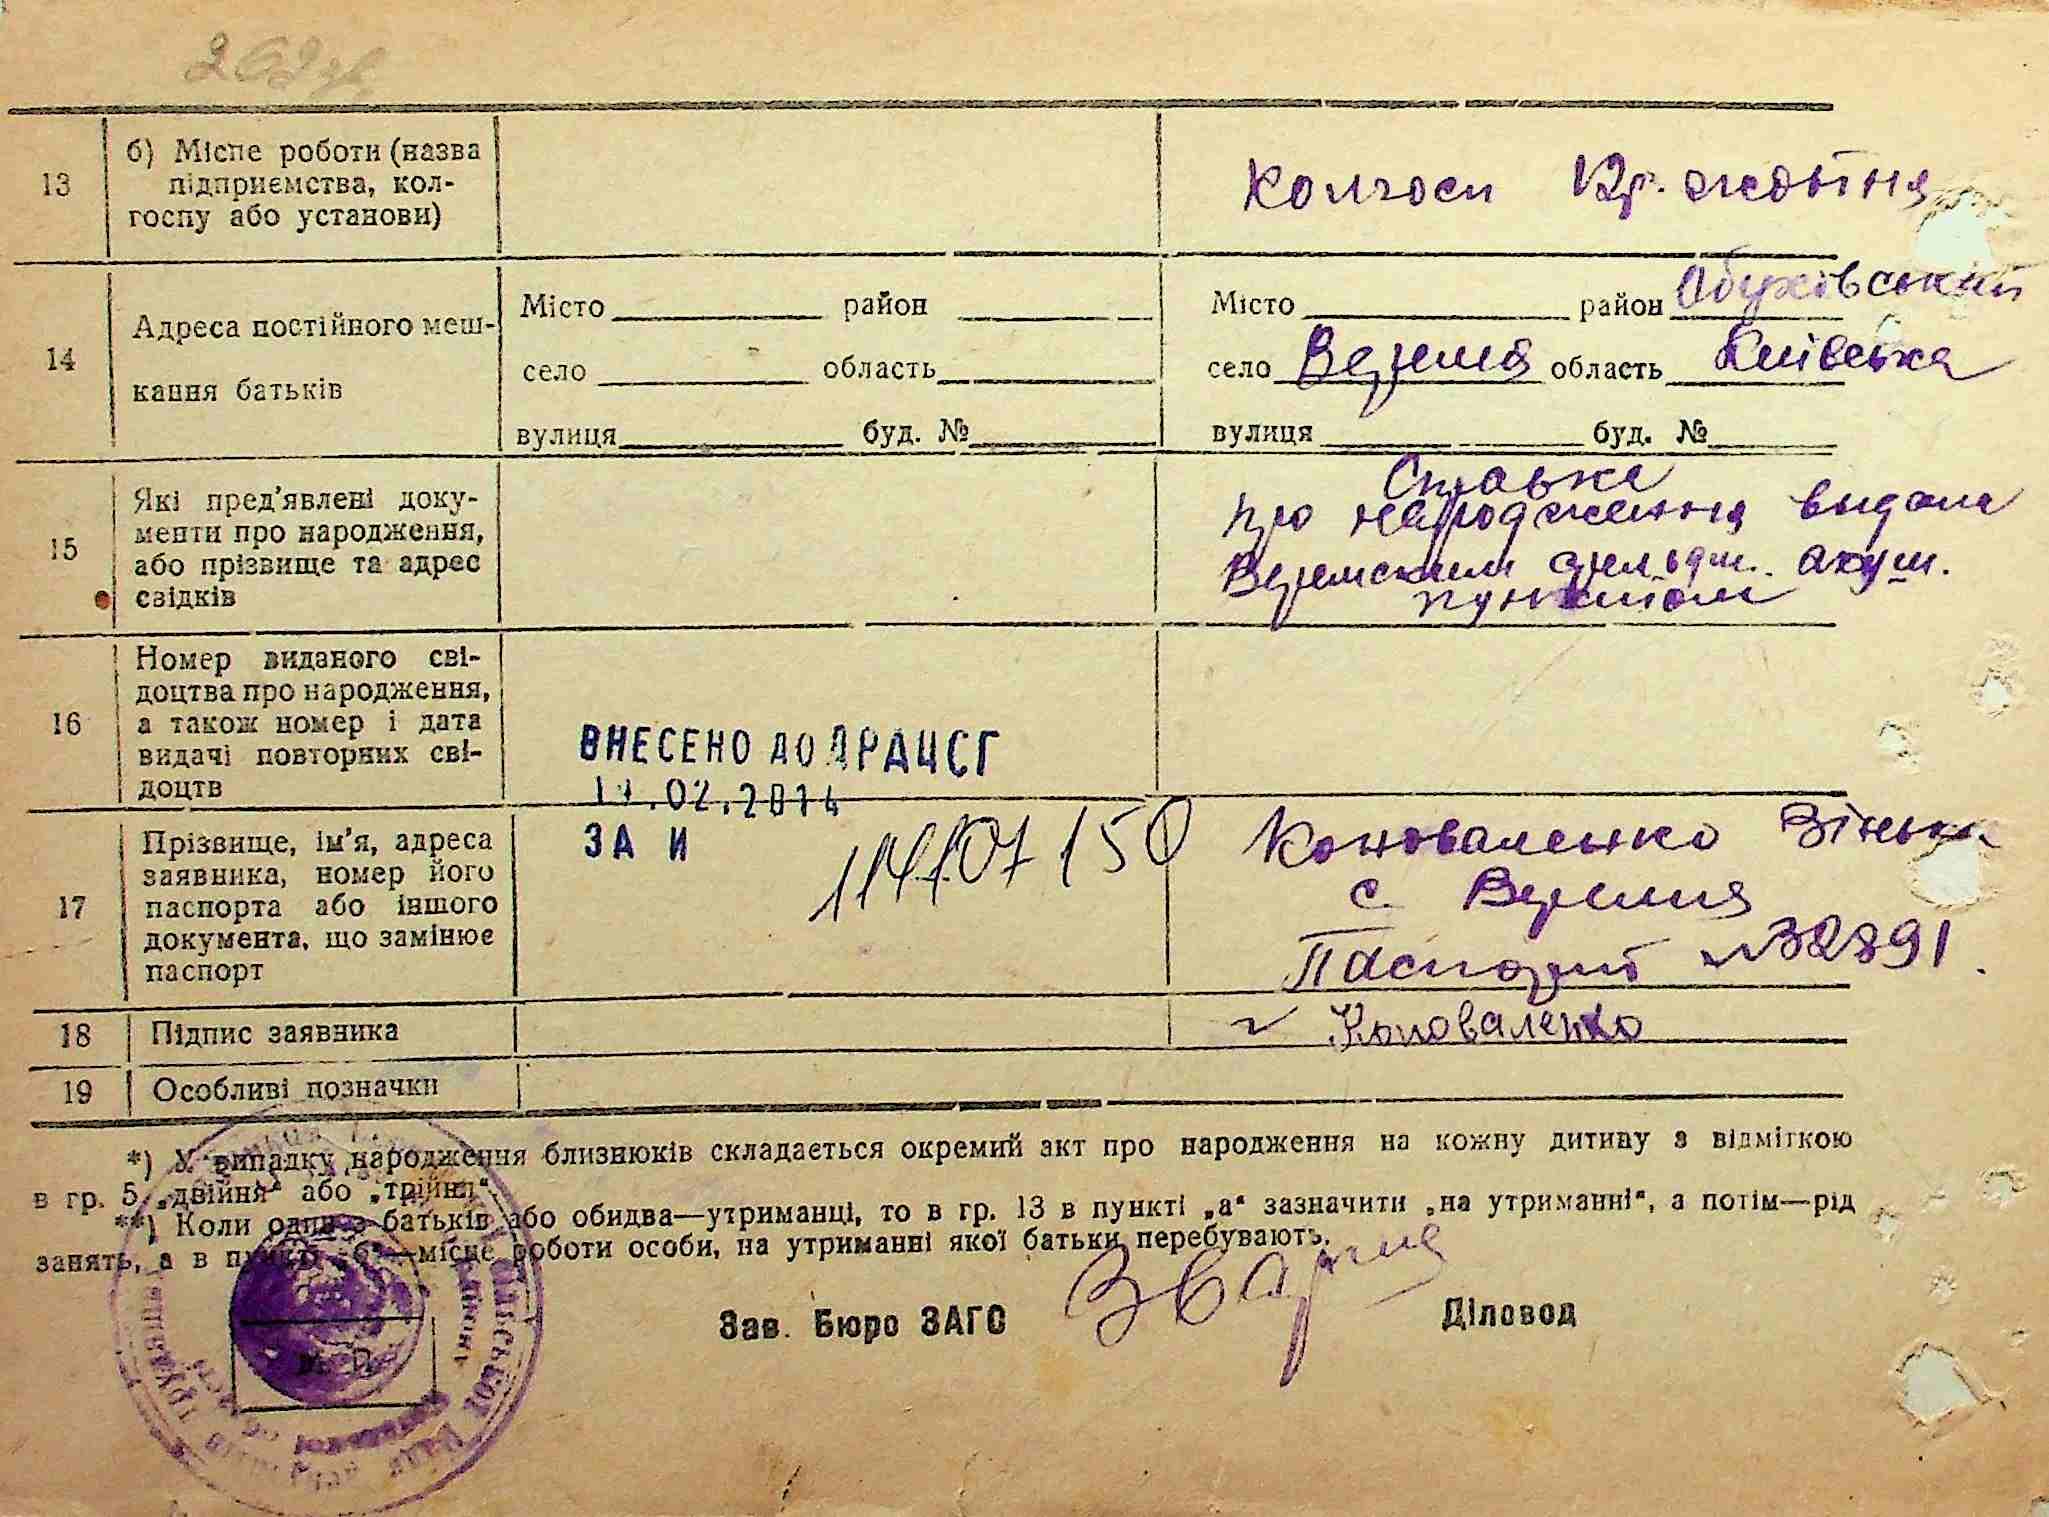 13
б) Місце роботи (назва
підприємства, кол-
госпу або установи)
Колгосп Чр. жовтня
14
Адреса постійного меш-
кання батьків
Місто район
село область
вулиця буд. №
Місто район Обухівський
село Веремя область Київська
вулиця буд. №
15
Які пред'явлені доку-
менти про народження,
або прізвище та адрес
свідків
Справка
про народження видана
Веремским фельдш. акуш.
пунктом
16
Номер виданого сві-
доцтва про народження,
а також номер і дата
видачі повторних сві-
доцтв
ВНЕСЕНО ДО ДРАЦСГ
.02.2014
ЗА И
150
17
Прізвище, ім'я, адреса
заявника, номер його
паспорта або іншого
документа, що замінює
паспорт
Коноваленко
с. Веремия
Паспорт №32891.
18
Підпис заявника
Коноваленко
19
Особливі позначки
*) У випадку народження близнюків складається окремий акт про народження на кожну дитину з відміткою
в гр. 5 „двійня“ або „трійня“.
**) Коли один з батьків або обидва—утриманці, то в гр. 13 в пункті „а“ зазначити „на утриманні“, а потім—рід
занять, а в пункті „б“—місце роботи особи, на утриманні якої батьки перебувають.
Зав. Бюро ЗАГС
Діловод
М. П.